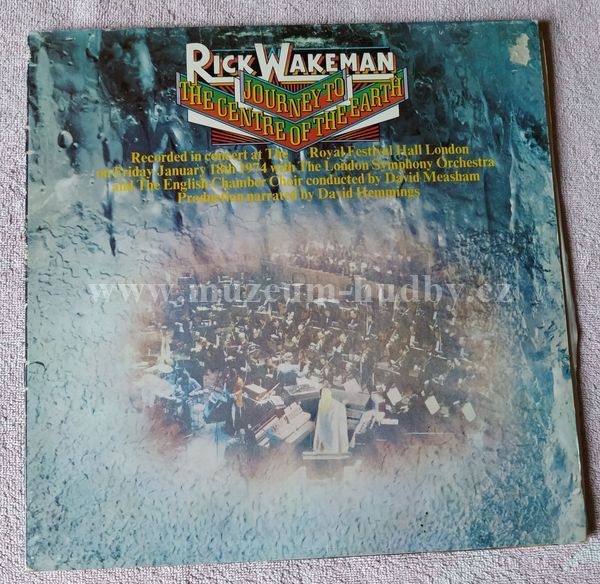 RICK WAKEMAN
JOURNEY TO
THE CENTRE OF THE EARTH
Recorded in concert at The Royal Festival Hall London
on Friday January 18th 1974 with The London Symphony Orchestra
and The English Chamber Choir conducted by David Measham
Production narrated by David Hemmings
www.muzeum-hudby.cz